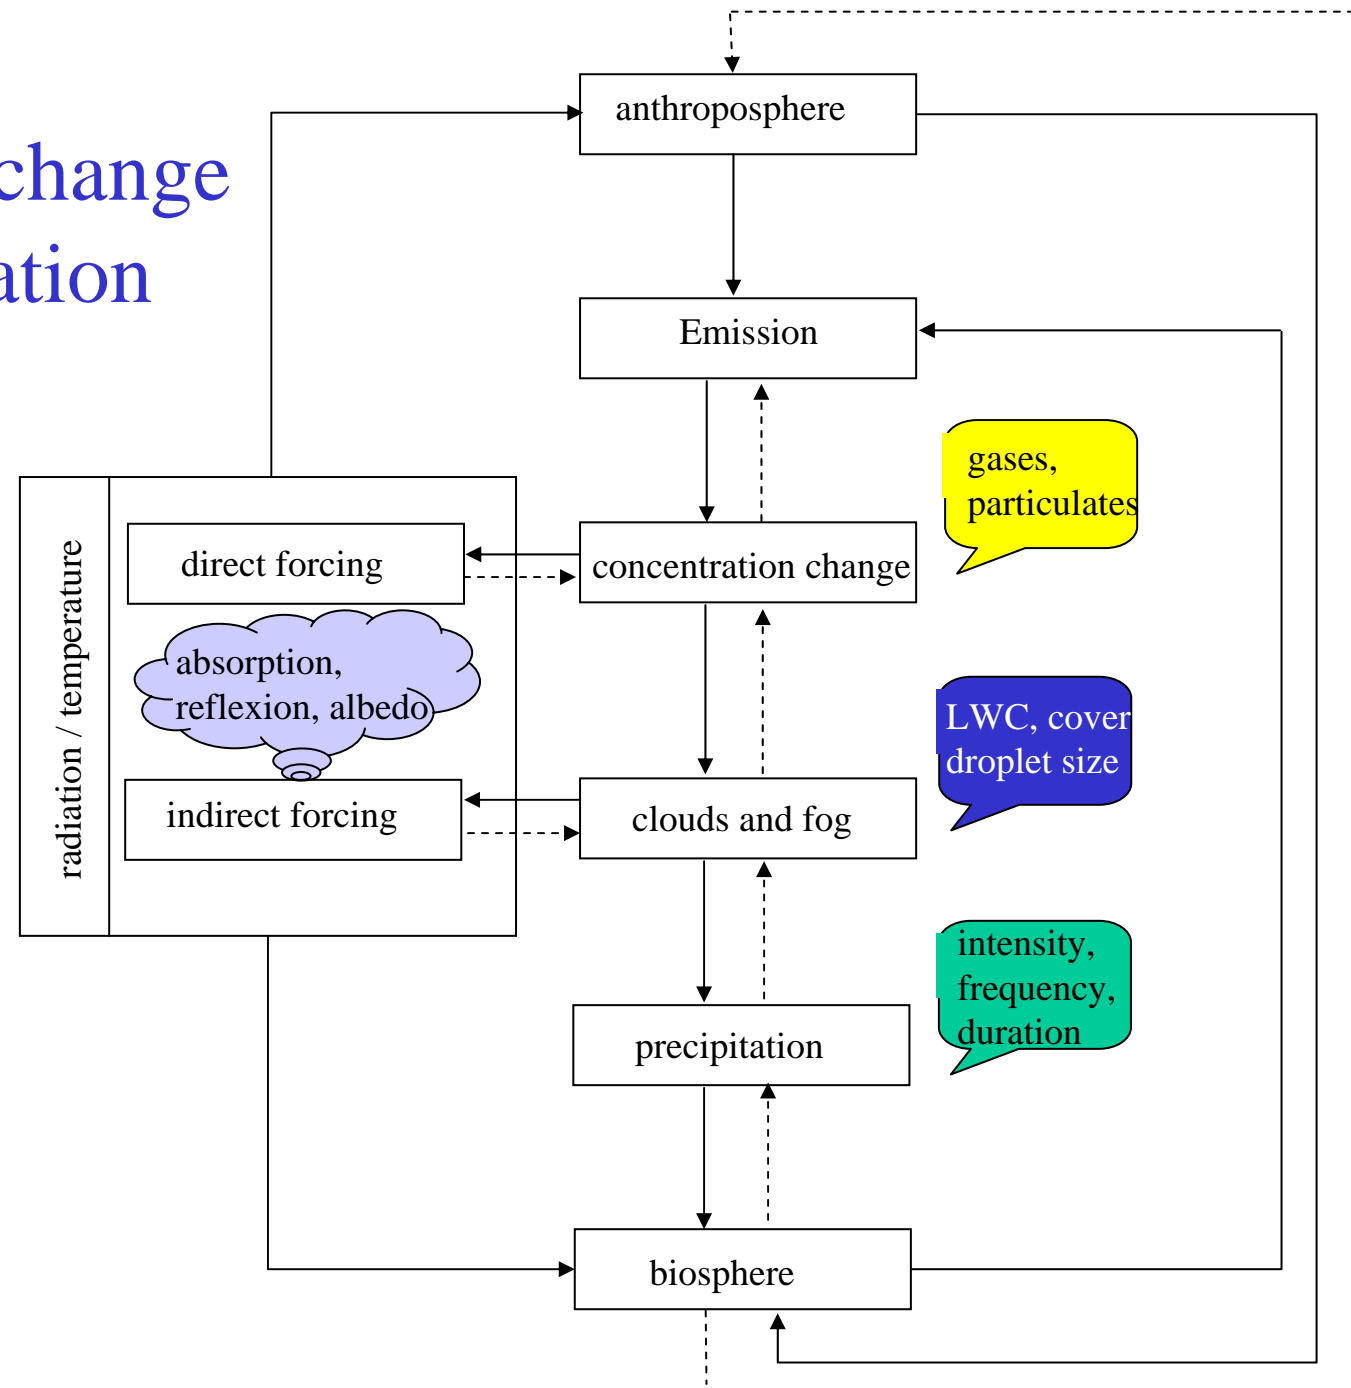 anthroposphere
change
ation
Emission
gases,
particulates
direct forcing
concentration change
radiation / temperature
absorption,
reflexion, albedo
LWC, cover
droplet size
indirect forcing
clouds and fog
intensity,
frequency,
duration
precipitation
biosphere